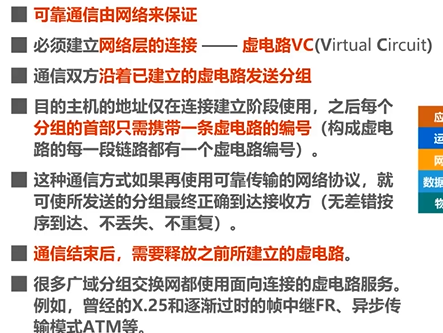 可靠通信由网络来保证
必须建立网络层的连接 —— 虚电路VC(Virtual Circuit)
通信双方沿着已建立的虚电路发送分组
目的主机的地址仅在连接建立阶段使用，之后每个
分组的首部只需携带一条虚电路的编号（构成虚电
路的每一段链路都有一个虚电路编号）。
这种通信方式如果再使用可靠传输的网络协议，就
可使所发送的分组最终正确到达接收方（无差错按
序到达、不丢失、不重复）。
通信结束后，需要释放之前所建立的虚电路。
很多广域分组交换网都使用面向连接的虚电路服务。
例如，曾经的X.25和逐渐过时的帧中继FR、异步传
输模式ATM等。
应
运
网
数据
物